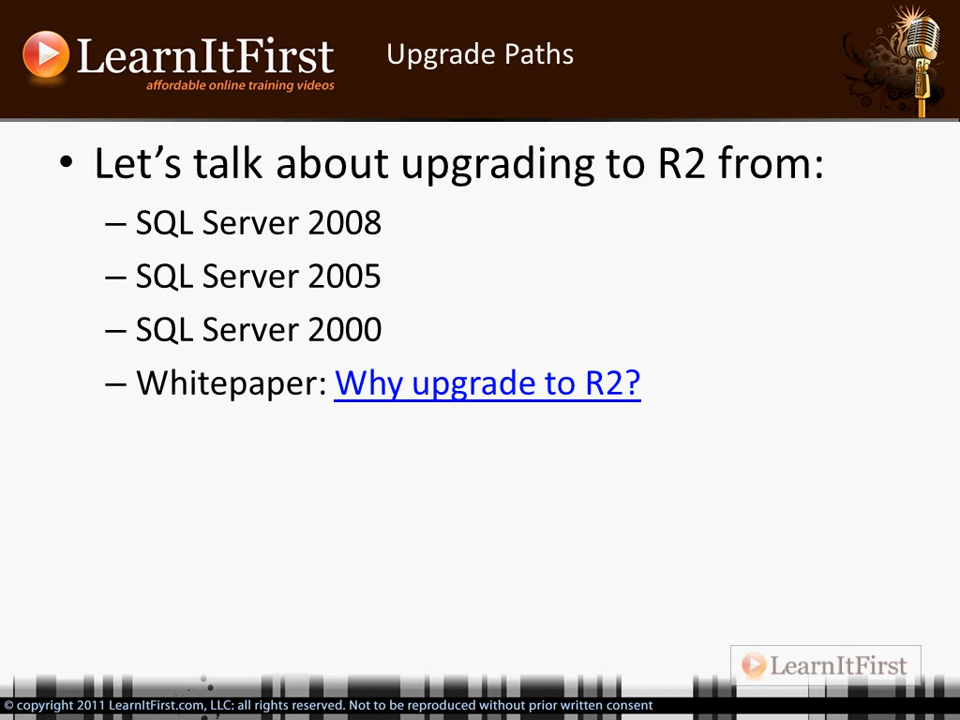 LearnItFirst
affordable online training videos
Upgrade Paths
• Let’s talk about upgrading to R2 from:
– SQL Server 2008
– SQL Server 2005
– SQL Server 2000
– Whitepaper: Why upgrade to R2?
LearnItFirst
© copyright 2011 LearnItFirst.com, LLC: all rights reserved. Not to be reproduced without prior written consent